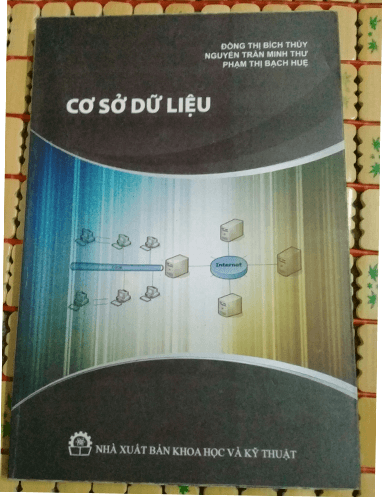 ĐỒNG THỊ BÍCH THỦY
NGUYỄN TRẦN MINH THƯ
PHẠM THỊ BẠCH HUỆ
CƠ SỞ DỮ LIỆU
Internet
NHÀ XUẤT BẢN KHOA HỌC VÀ KỸ THUẬT